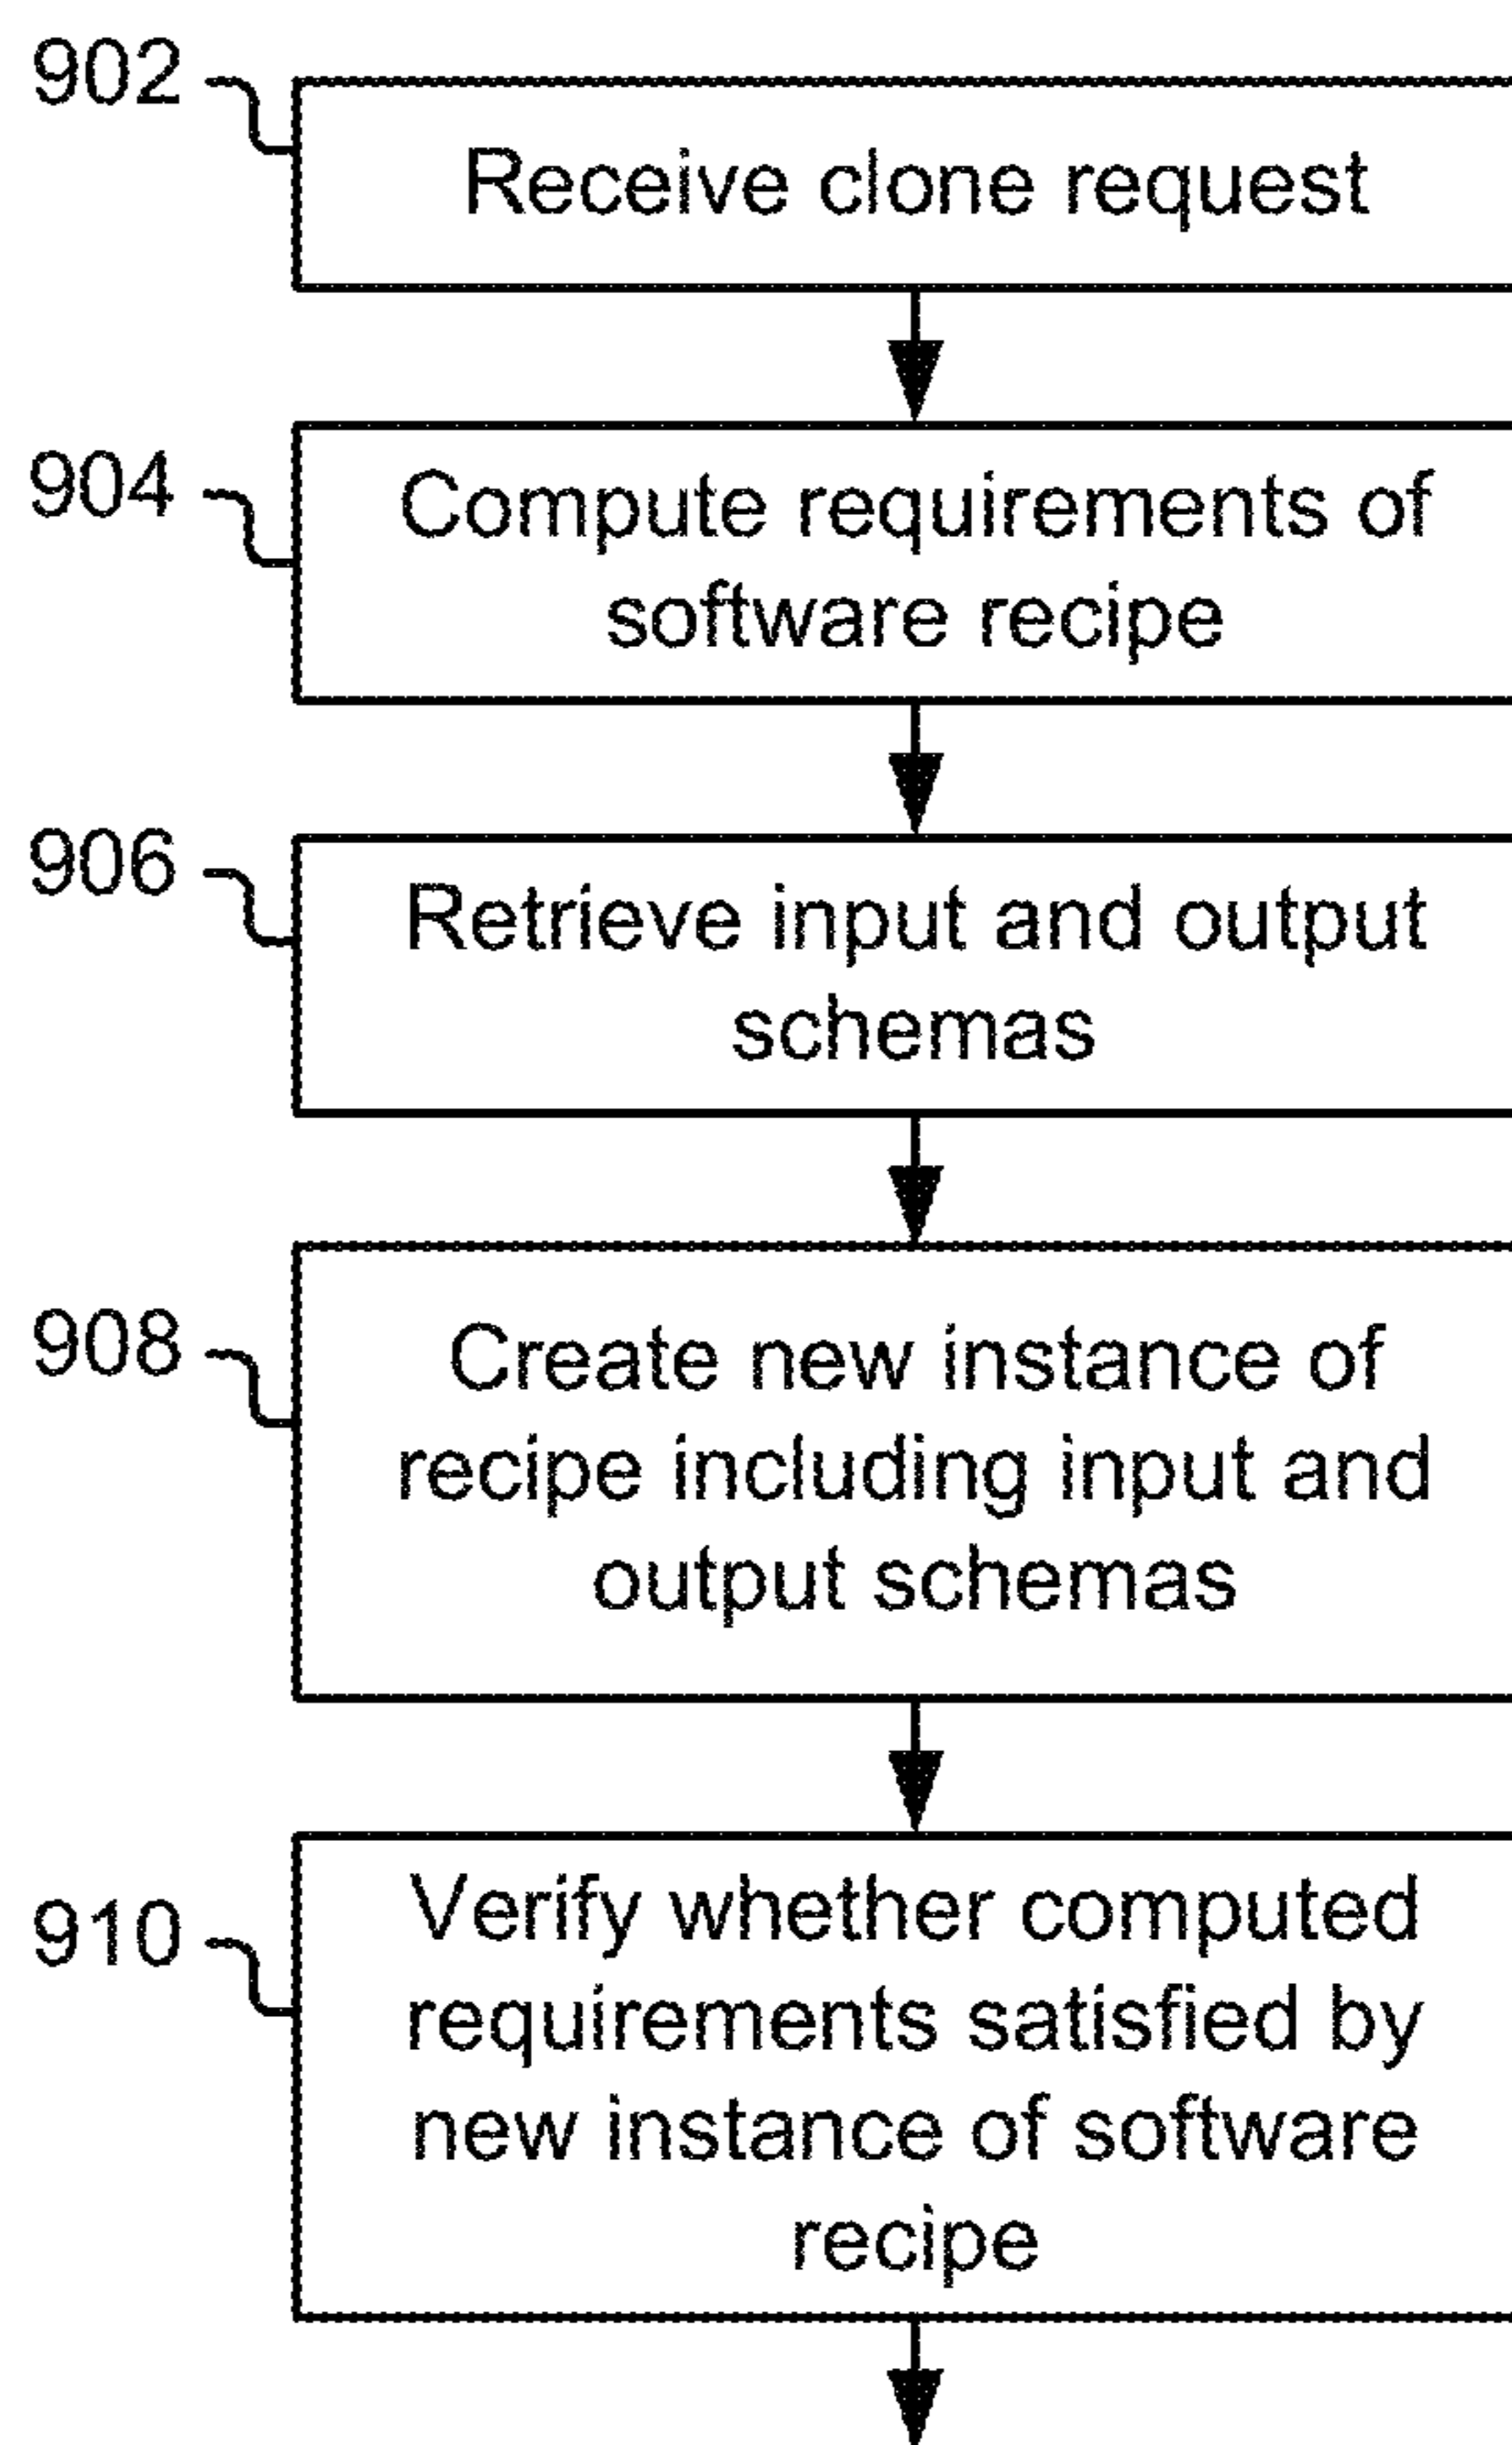 902
Receive clone request
904
Compute requirements of
software recipe
906
Retrieve input and output
schemas
908
Create new instance of
recipe including input and
output schemas
910
Verify whether computed
requirements satisfied by
new instance of software
recipe